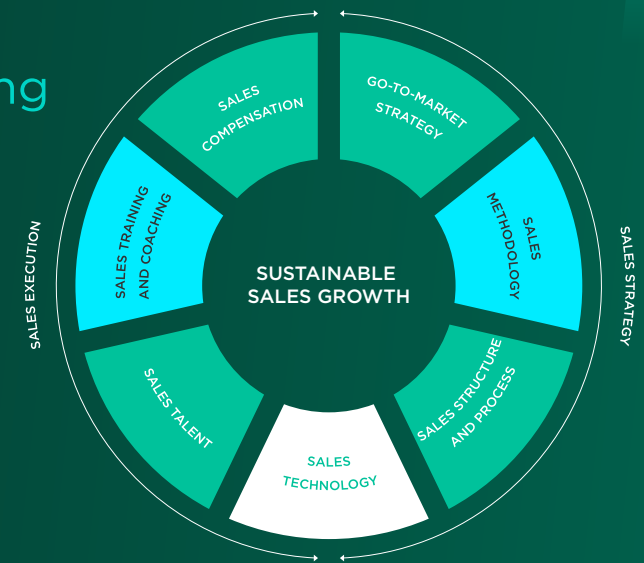 ng
SALES
COMPENSATION
GO-TO-MARKET
STRATEGY
SALES TRAINING
AND COACHING
SALES
METHODOLOGY
SALES EXECUTION
SUSTAINABLE
SALES GROWTH
SALES STRATEGY
SALES TALENT
SALES STRUCTURE
AND PROCESS
SALES
TECHNOLOGY